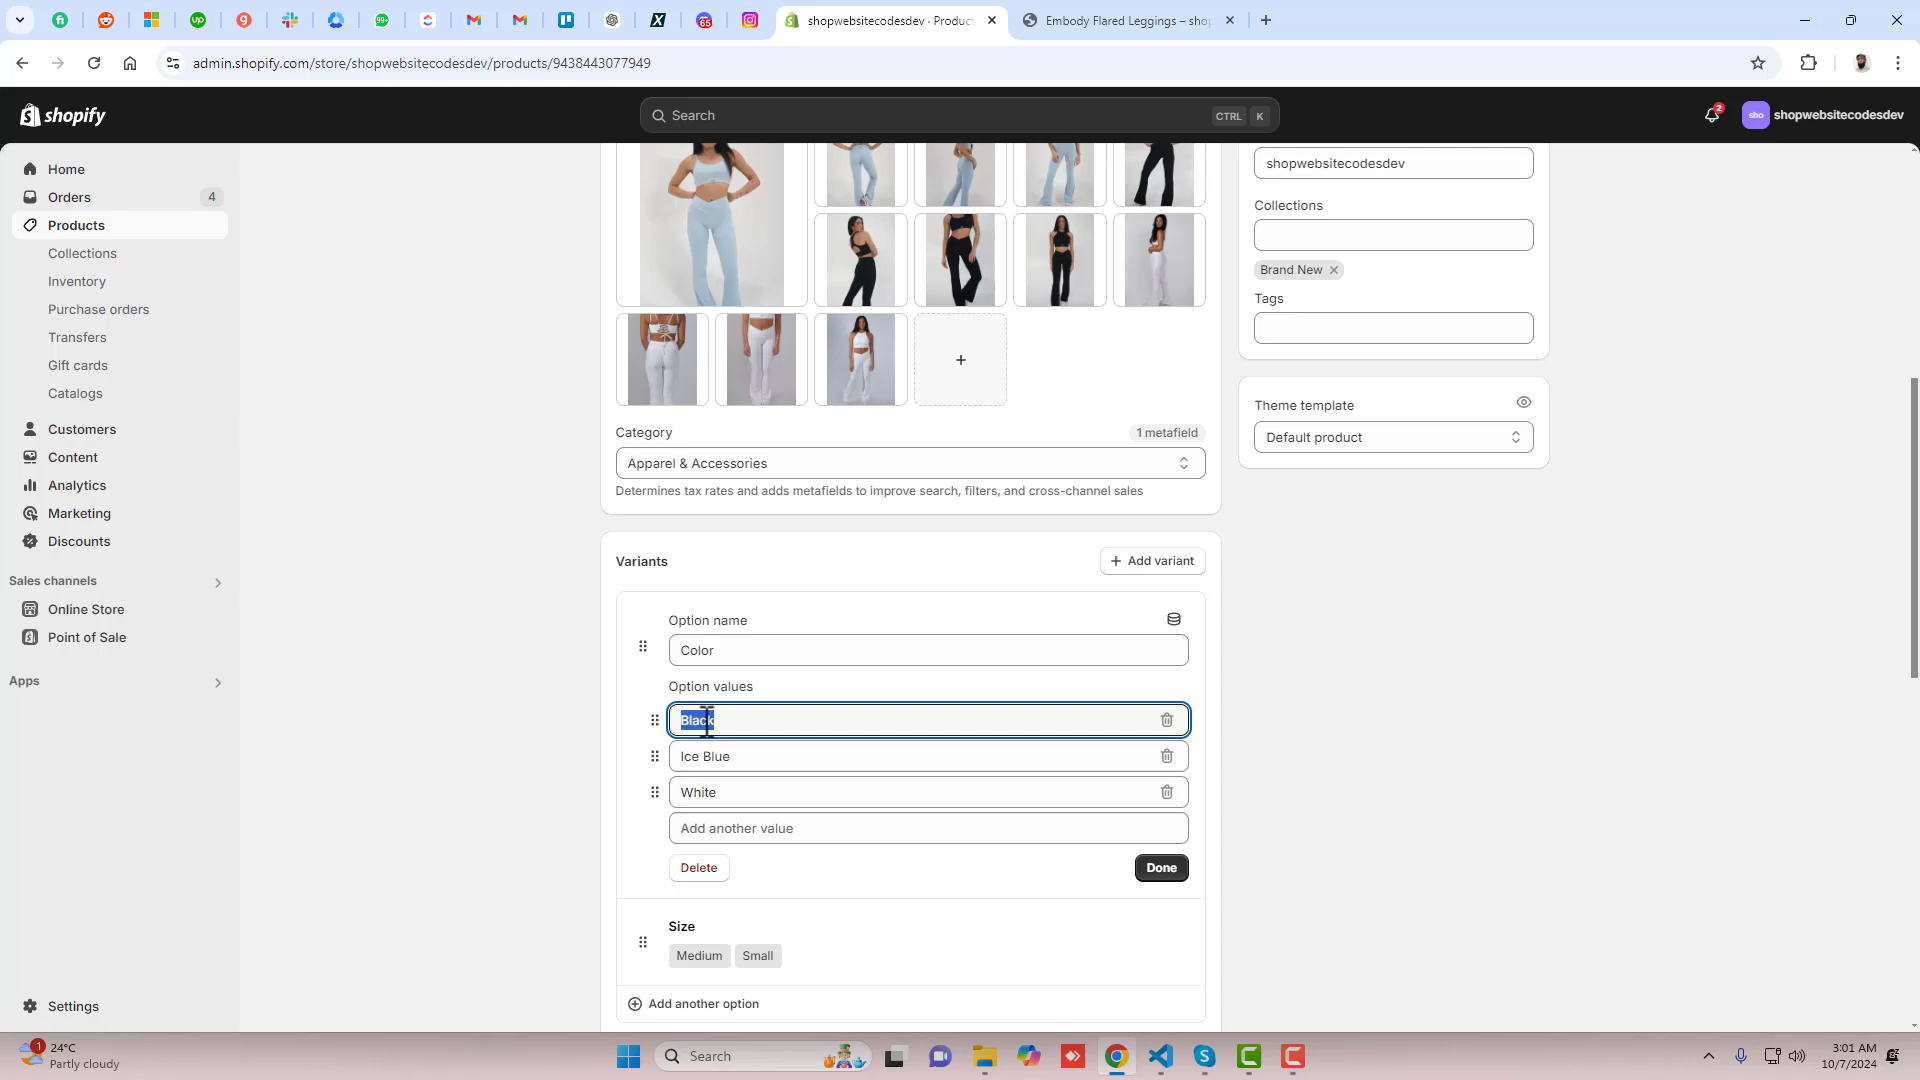 shopwebsitecodesdev · Produc
Embody Flared Leggings – shop
admin.shopify.com/store/shopwebsitecodesdev/products/9438443077949
shopify
Search
CTRL K
2
sho
shopwebsitecodesdev
Home
Orders 4
Products
Collections
Inventory
Purchase orders
Transfers
Gift cards
Catalogs
Customers
Content
Analytics
Marketing
Discounts
Sales channels
Online Store
Point of Sale
Apps
Settings
Category
1 metafield
Apparel & Accessories
Determines tax rates and adds metafields to improve search, filters, and cross-channel sales
Variants
Add variant
Option name
Color
Option values
Black
Ice Blue
White
Add another value
Delete
Done
Size
Medium Small
Add another option
shopwebsitecodesdev
Collections
Brand New
Tags
Theme template
Default product
1
24°C
Partly cloudy
Search
3:01 AM
10/7/2024